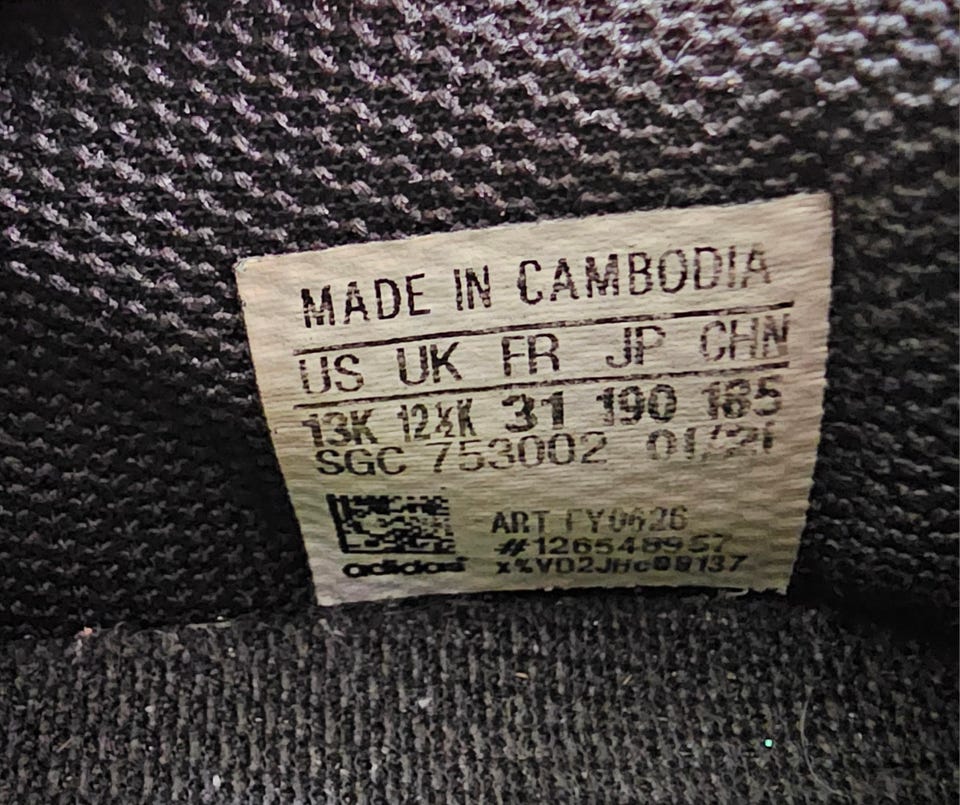 MADE IN CAMBODIA
US UK FR JP CHN
13K 12½K 31 190 185
SGC 753002 01/21
ART FY0626
#126548957
adidas